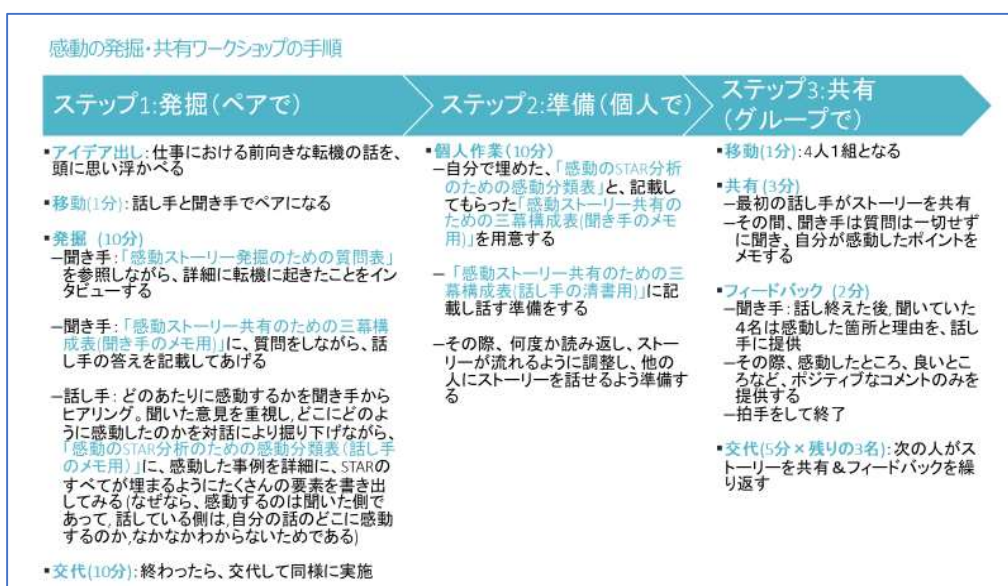 感動の発掘・共有ワークショップの手順
ステップ1:発掘(ペアで)
▪アイデア出し:仕事における前向きな転機の話を、
頭に思い浮かべる
▪移動(1分):話し手と聞き手でペアになる
▪発掘 (10分)
–聞き手:「感動ストーリー発掘のための質問表」
を参照しながら、詳細に転機に起きたことをイン
タビューする
–聞き手:「感動ストーリー共有のための三幕構
成表(聞き手のメモ用)」に、質問をしながら、話
し手の答えを記載してあげる
–話し手: どのあたりに感動するかを聞き手から
ヒアリング。聞いた意見を重視し,どこにどのよ
うに感動したのかを対話により掘り下げながら、
「感動のSTAR分析のための感動分類表(話し手
のメモ用)」に、感動した事例を詳細に、STARの
すべてが埋まるようにたくさんの要素を書き出
してみる(なぜなら、感動するのは聞いた側で
あって,話している側は,自分の話のどこに感動
するのか,なかなかわからないためである)
▪交代(10分):終わったら、交代して同様に実施
ステップ2:準備(個人で)
▪個人作業(10分)
–自分で埋めた、「感動のSTAR分析
のための感動分類表」と、記載し
てもらった「感動ストーリー共有の
ための三幕構成表(聞き手のメモ
用)」を用意する
–「感動ストーリー共有のための三
幕構成表(話し手の清書用)」に記
載し話す準備をする
–その際、何度か読み返し、ストー
リーが流れるように調整し、他の
人にストーリーを話せるよう準備す
る
ステップ3:共有
(グループで)
▪移動(1分):4人1組となる
▪共有(3分)
–最初の話し手がストーリーを共有
–その間、聞き手は質問は一切せず
に聞き、自分が感動したポイントを
メモする
▪フィードバック(2分)
–聞き手:話し終えた後,聞いていた
4名は感動した箇所と理由を、話し
手に提供
–その際、感動したところ、良いとこ
ろなど、ポジティブなコメントのみを
提供する
–拍手をして終了
▪交代(5分×残りの3名):次の人がス
トーリーを共有&フィードバックを繰
り返す